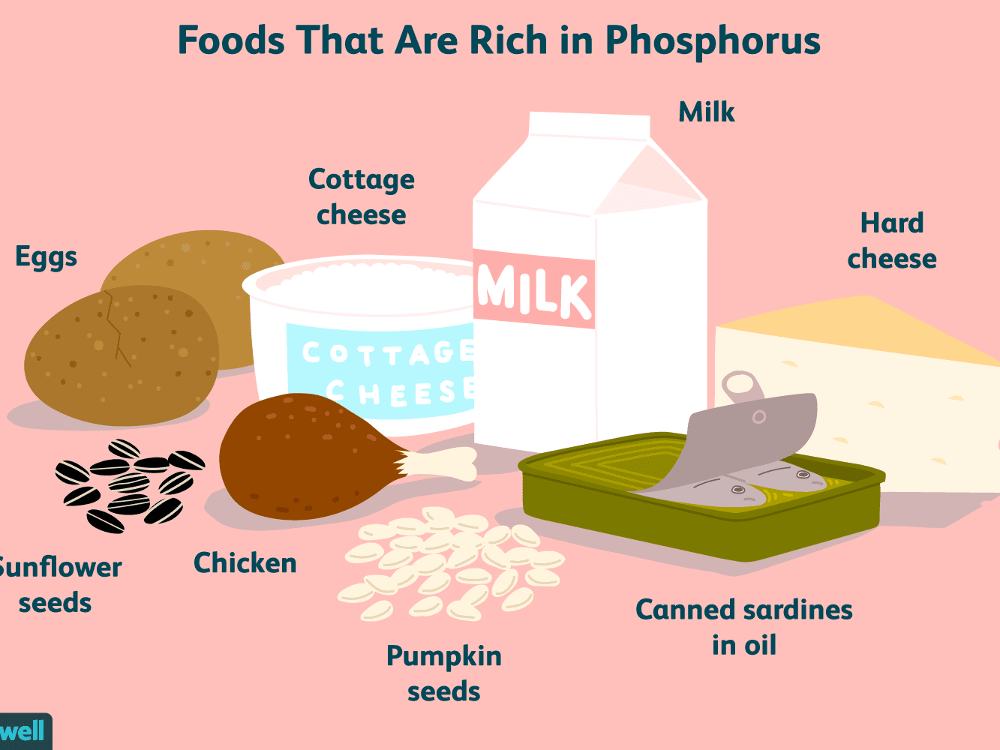 Foods That Are Rich in Phosphorus
Milk
Cottage
cheese
Hard
cheese
Eggs
MILK
COTTAGE
CHEESE
Sunflower
seeds
Chicken
Canned sardines
in oil
Pumpkin
seeds
well